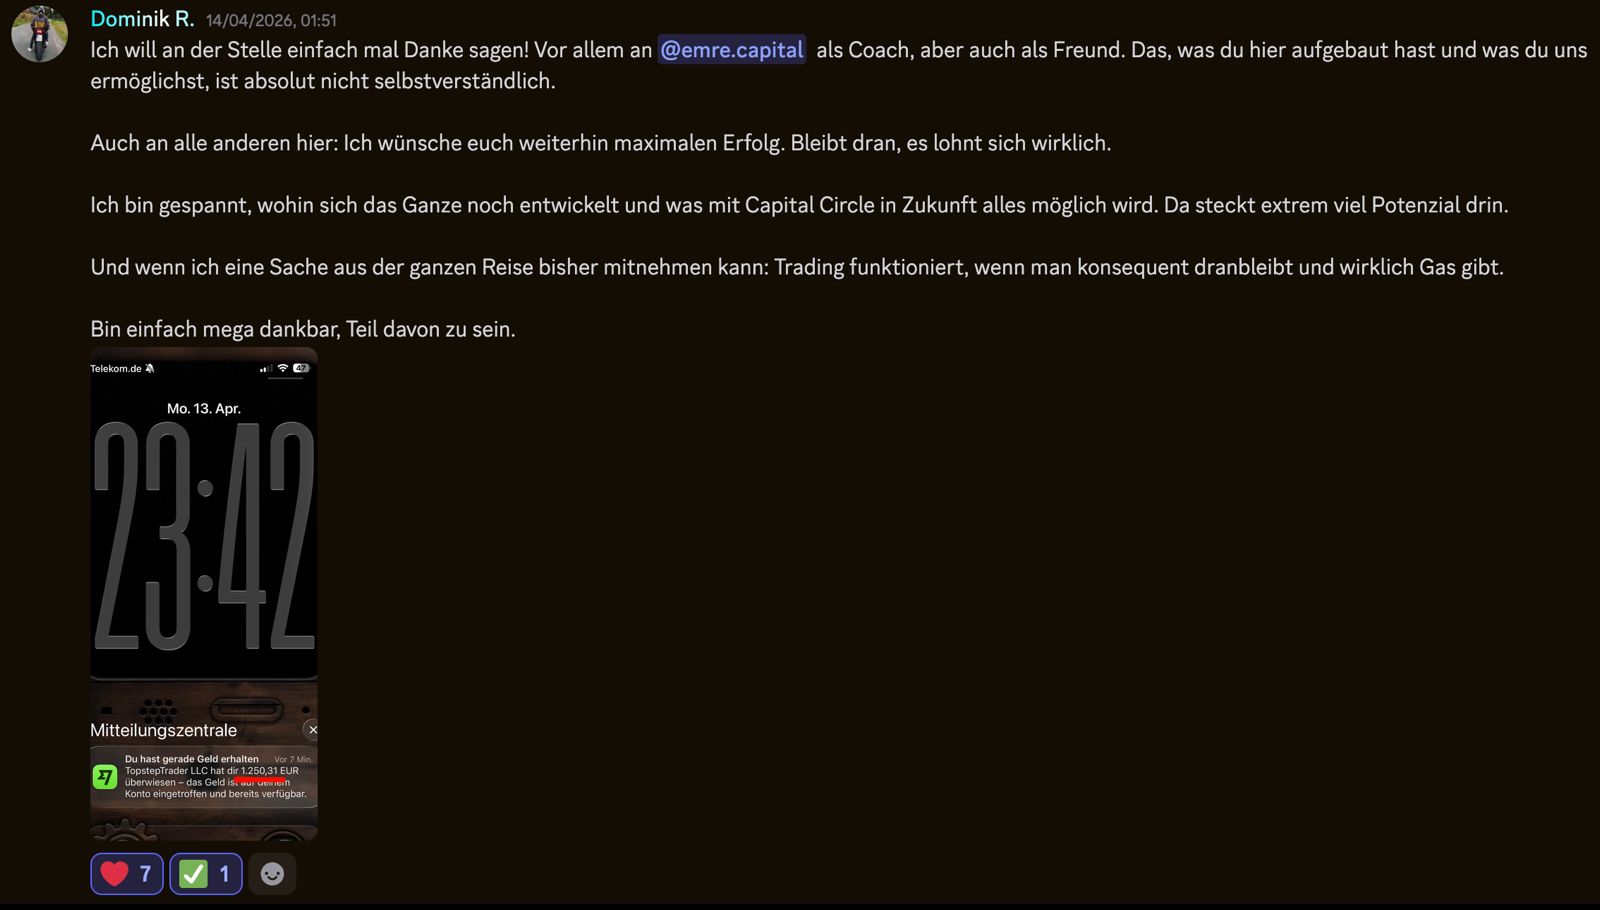 Dominik R. 14/04/2026, 01:51
Ich will an der Stelle einfach mal Danke sagen! Vor allem an @emre.capital als Coach, aber auch als Freund. Das, was du hier aufgebaut hast und was du uns
ermöglichst, ist absolut nicht selbstverständlich.
Auch an alle anderen hier: Ich wünsche euch weiterhin maximalen Erfolg. Bleibt dran, es lohnt sich wirklich.
Ich bin gespannt, wohin sich das Ganze noch entwickelt und was mit Capital Circle in Zukunft alles möglich wird. Da steckt extrem viel Potenzial drin.
Und wenn ich eine Sache aus der ganzen Reise bisher mitnehmen kann: Trading funktioniert, wenn man konsequent dranbleibt und wirklich Gas gibt.
Bin einfach mega dankbar, Teil davon zu sein.
Telekom.de 47
Mo. 13. Apr.
23:42
Mitteilungszentrale
Du hast gerade Geld erhalten Vor 7 Min.
TopstepTrader LLC hat dir 1.250,31 EUR
überwiesen – das Geld ist auf deinem
Konto eingetroffen und bereits verfügbar.
7 1